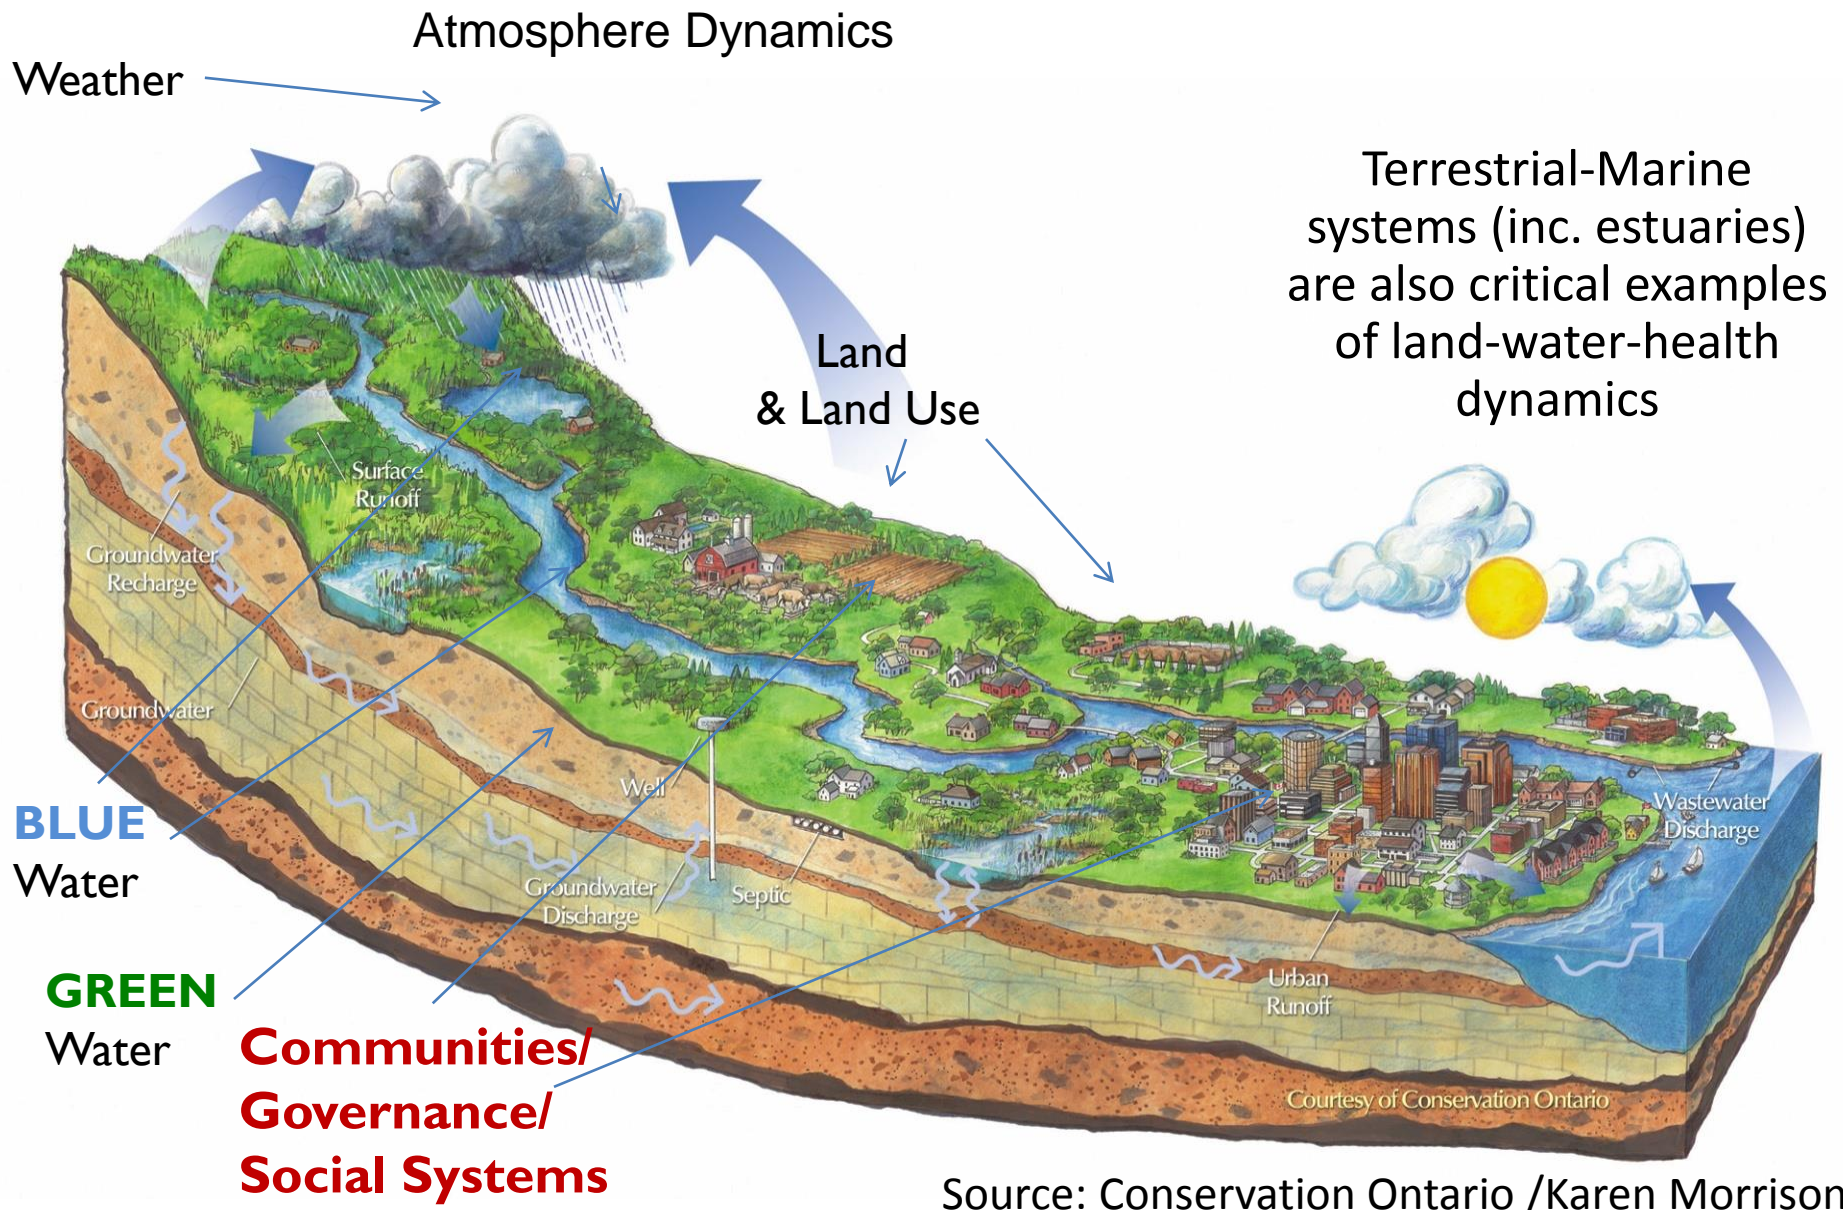 Atmosphere Dynamics
Weather
Terrestrial-Marine
systems (inc. estuaries)
are also critical examples
of land-water-health
dynamics
Land
& Land Use
Surface
Runoff
Groundwater
Recharge
Groundwater
Well
BLUE
Water
Wastewater
Discharge
Groundwater
Discharge
Septic
GREEN
Water
Urban
Runoff
Communities/
Governance/
Social Systems
Courtesy of Conservation Ontario
Source: Conservation Ontario /Karen Morrison